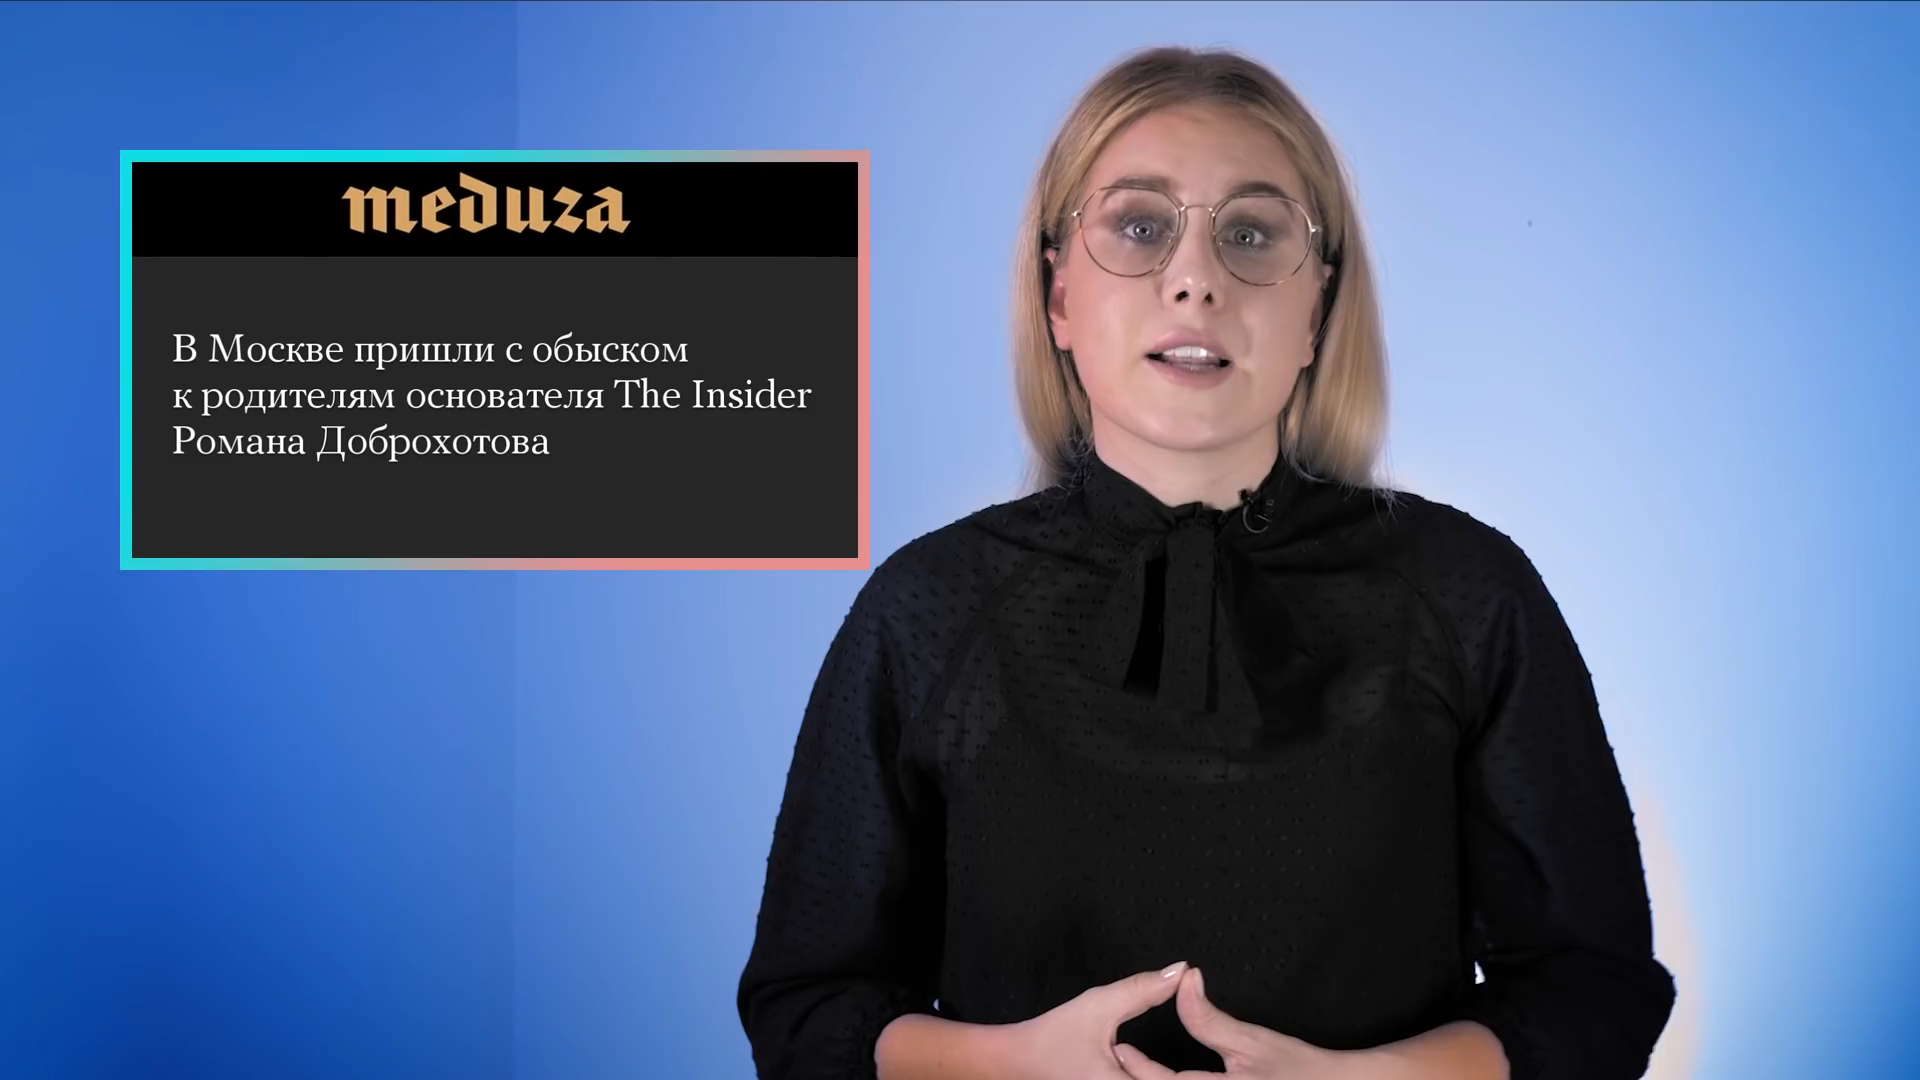 meduza
В Москве пришли с обыском
к родителям основателя The Insider
Романа Доброхотова